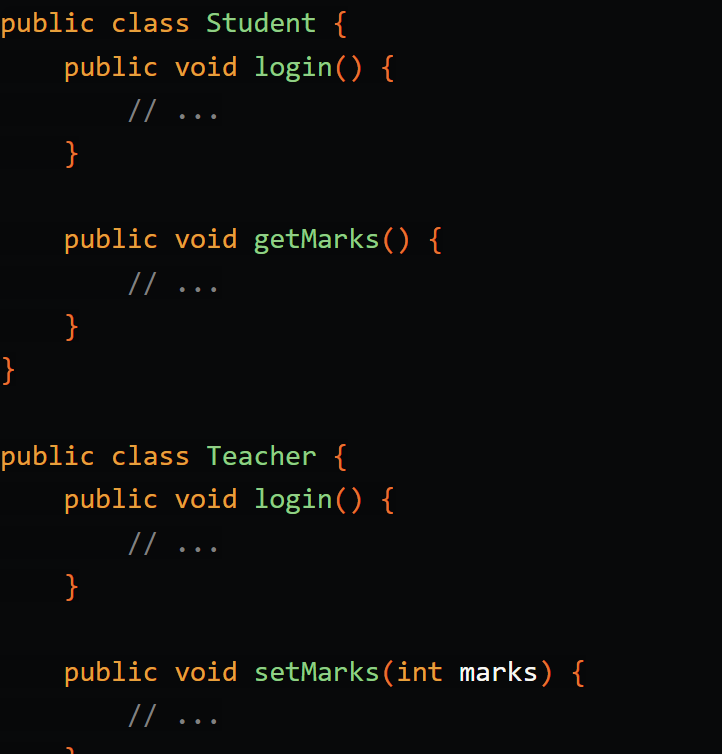 public class Student {
    public void login() {
        // ...
    }

    public void getMarks() {
        // ...
    }
}

public class Teacher {
    public void login() {
        // ...
    }

    public void setMarks(int marks) {
        // ...
    }